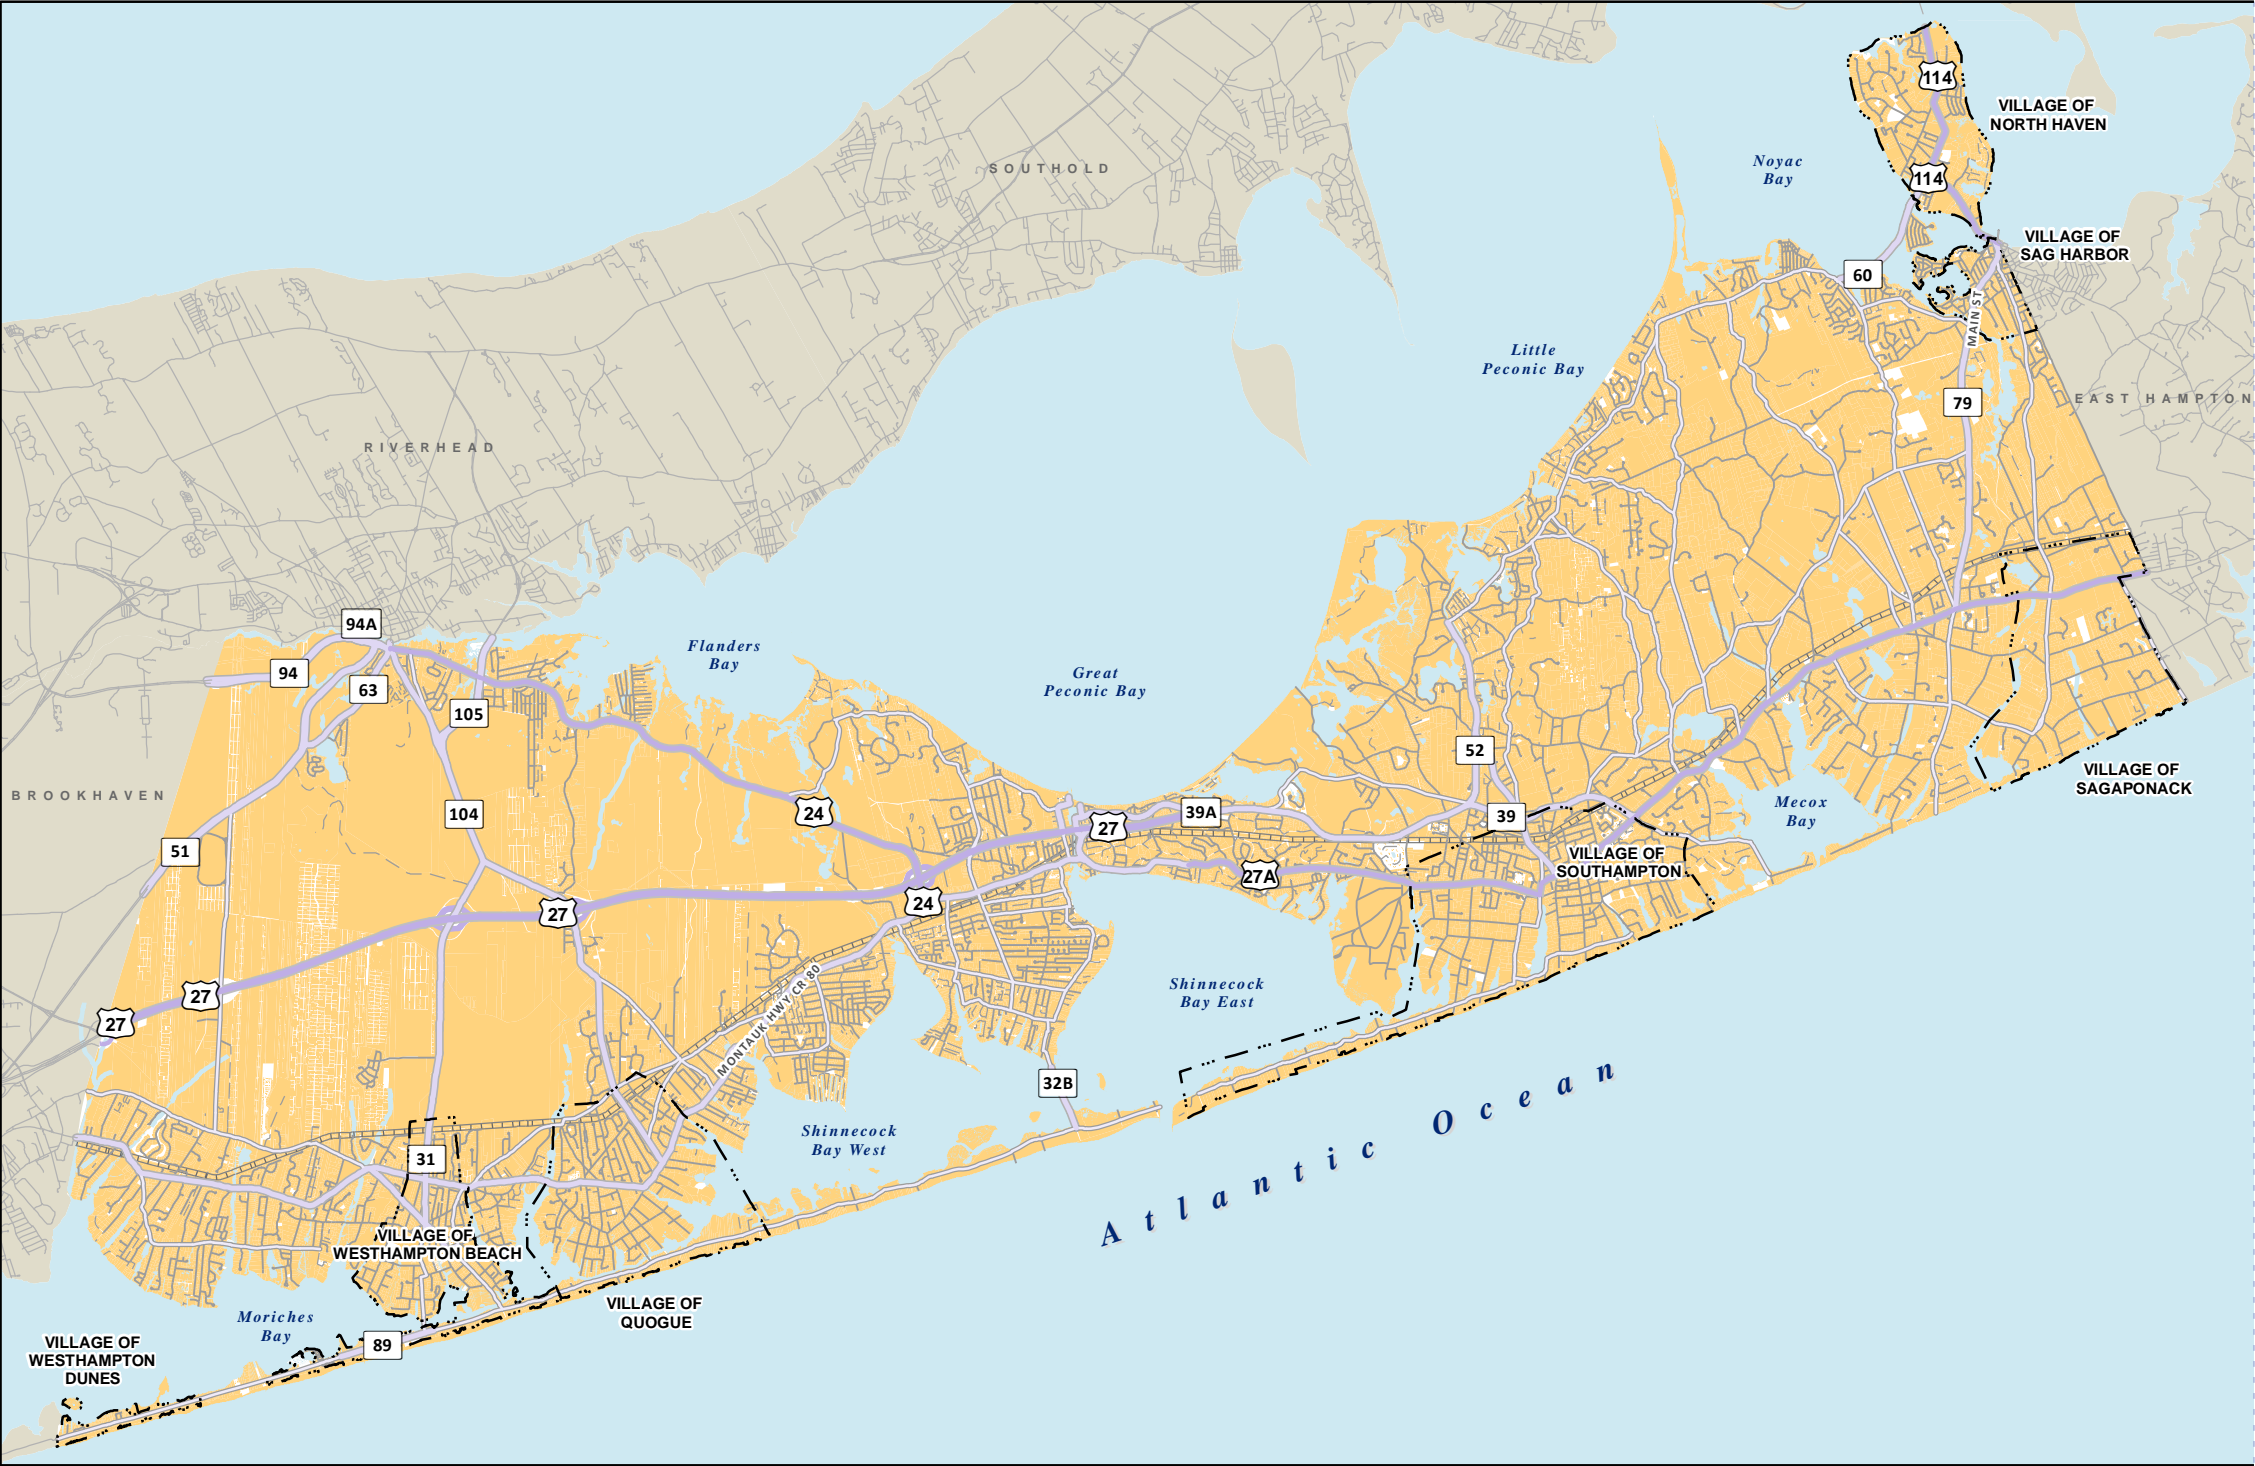 114
VILLAGE OF
NORTH HAVEN
SOUTHOLD
Noyac
Bay
114
VILLAGE OF
SAG HARBOR
60
MAIN ST
Little
Peconic Bay
79
EAST HAMPTON
RIVERHEAD
94A
Flanders
Bay
94
63
Great
Peconic Bay
105
52
VILLAGE OF
SAGAPONACK
BROOKHAVEN
Mecox
Bay
104
24
39A
27
39
51
VILLAGE OF
SOUTHAMPTON
27A
24
27
MONTAUK HWY CR 80
Shinnecock
Bay East
27
27
32B
Atlantic Ocean
Shinnecock
Bay West
31
VILLAGE OF
WESTHAMPTON BEACH
VILLAGE OF
QUOGUE
Moriches
Bay
89
VILLAGE OF
WESTHAMPTON
DUNES